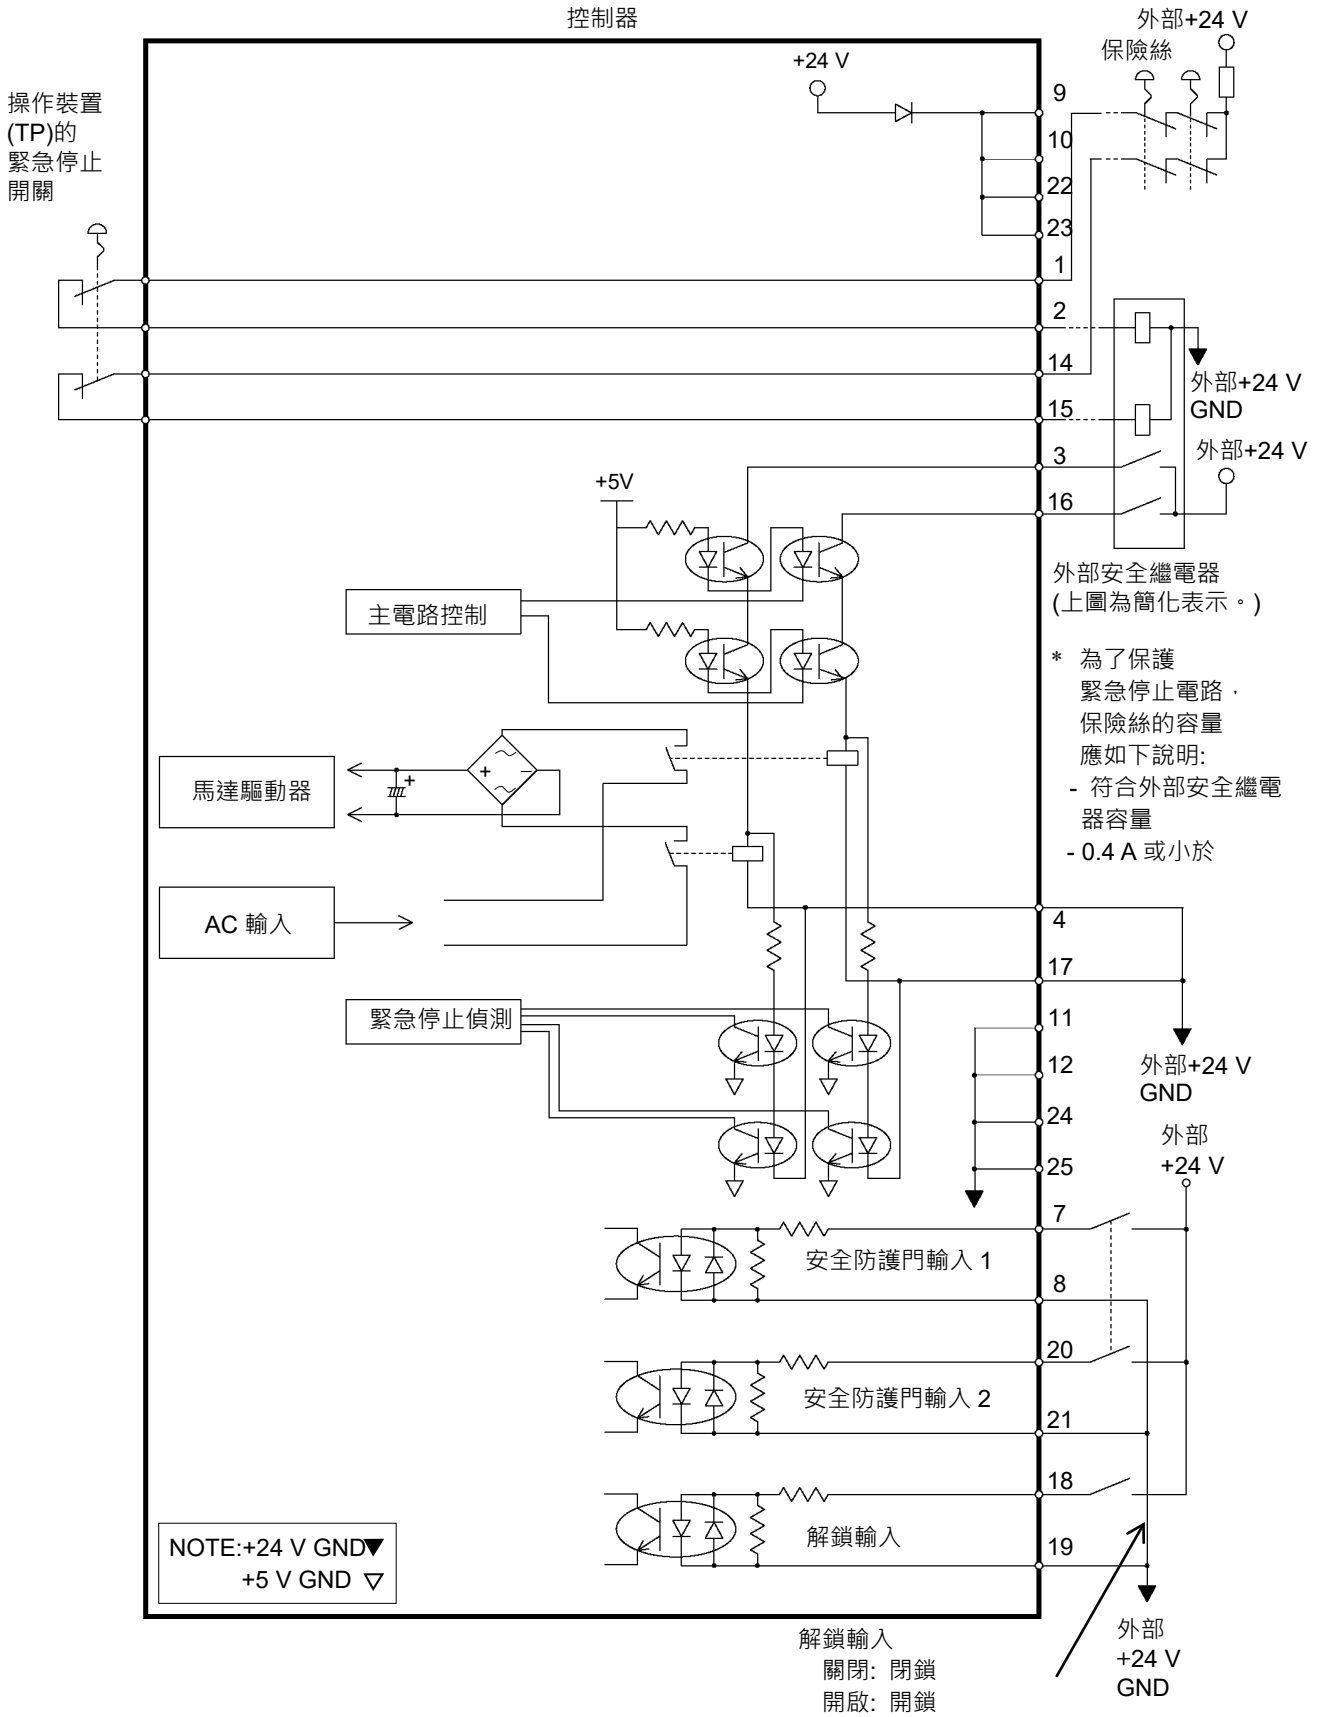 控制器
外部+24 V
保險絲
+24 V
操作裝置
(TP)的
緊急停止
開關
9
10
22
23
1
2
14
外部+24 V
GND
15
外部+24 V
3
16
+5V
主電路控制
外部安全繼電器
(上圖為簡化表示。)
* 為了保護
緊急停止電路，
保險絲的容量
應如下說明:
- 符合外部安全繼電
器容量
- 0.4 A 或小於
馬達驅動器
+
−
+
AC 輸入
4
17
緊急停止偵測
11
12
24
25
外部+24 V
GND
外部
+24 V
7
安全防護門輸入 1
8
20
安全防護門輸入 2
21
18
解鎖輸入
19
NOTE:+24 V GND▼
+5 V GND ▽
外部
+24 V
GND
解鎖輸入
關閉: 閉鎖
開啟: 開鎖